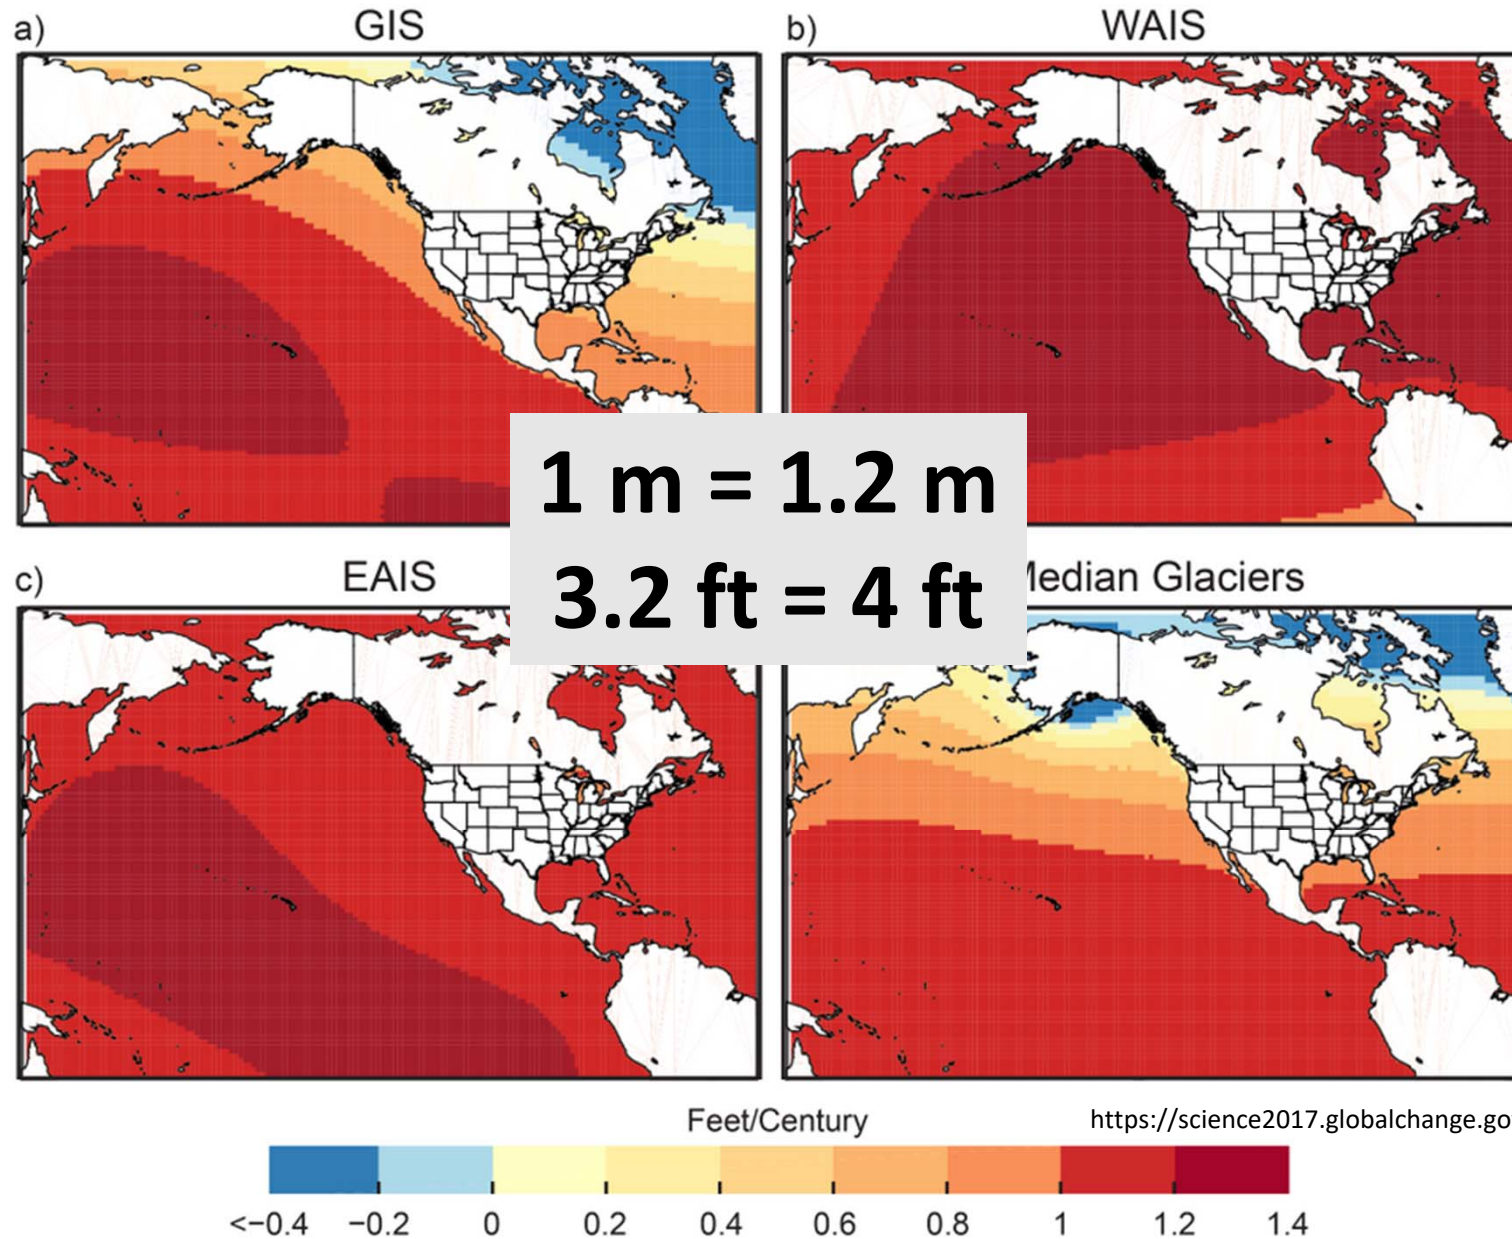 a)
GIS
b)
WAIS
1 m = 1.2 m
3.2 ft = 4 ft
c)
EAIS
Median Glaciers
Feet/Century
https://science2017.globalchange.go
<−0.4 −0.2 0 0.2 0.4 0.6 0.8 1 1.2 1.4